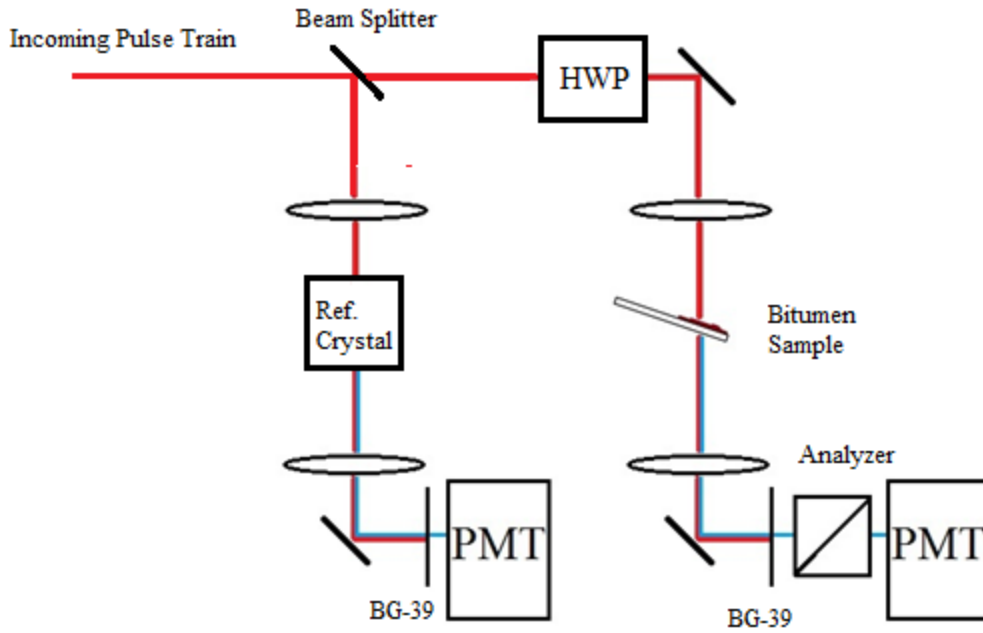 Beam Splitter
Incoming Pulse Train
HWP
Ref.
Crystal
Bitumen
Sample
Analyzer
PMT
PMT
BG-39
BG-39